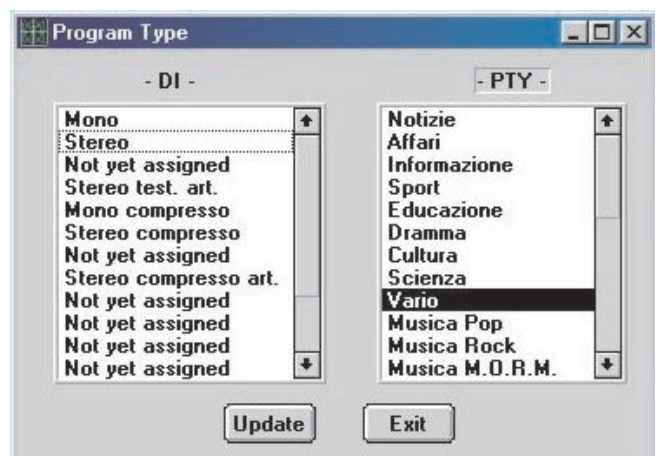 Program Type
- DI -
Mono
Stereo
Not yet assigned
Stereo test. art.
Mono compresso
Stereo compresso
Not yet assigned
Stereo compresso art.
Not yet assigned
Not yet assigned
Not yet assigned
Not yet assigned
- PTY -
Notizie
Affari
Informazione
Sport
Educazione
Dramma
Cultura
Scienza
Vario
Musica Pop
Musica Rock
Musica M.O.R.M.
Update
Exit